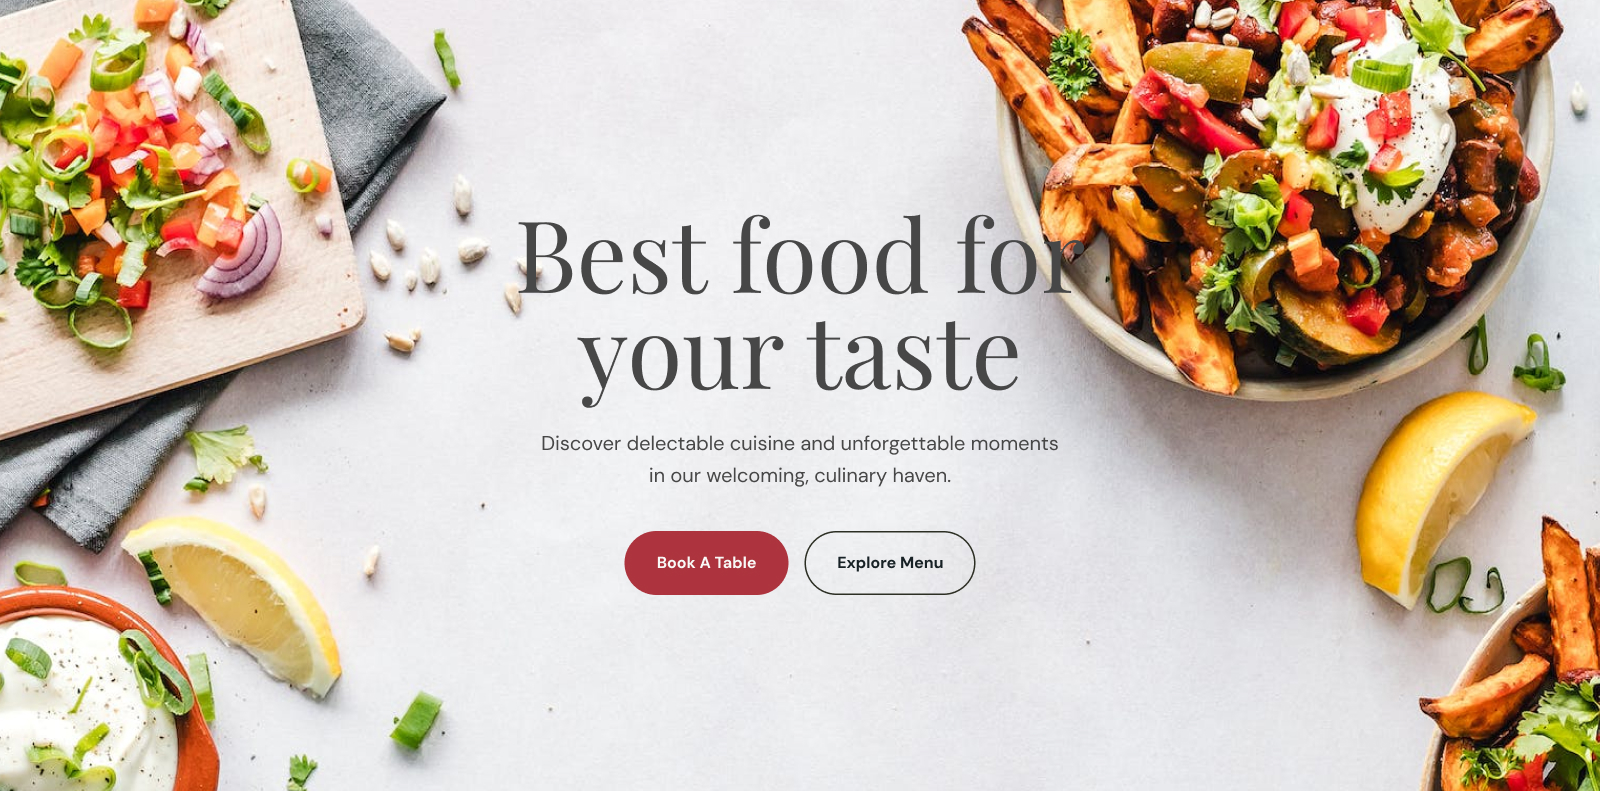 Best food for
your taste
Discover delectable cuisine and unforgettable moments
in our welcoming, culinary haven.
Book A Table
Explore Menu